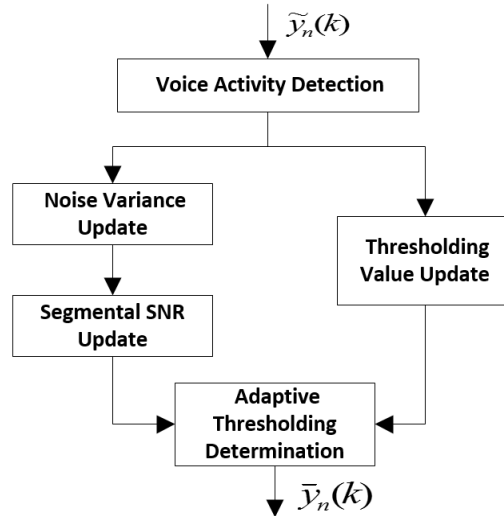 ỹₙ(k)
Voice Activity Detection
Noise Variance
Update
Thresholding
Value Update
Segmental SNR
Update
Adaptive
Thresholding
Determination
ȳₙ(k)